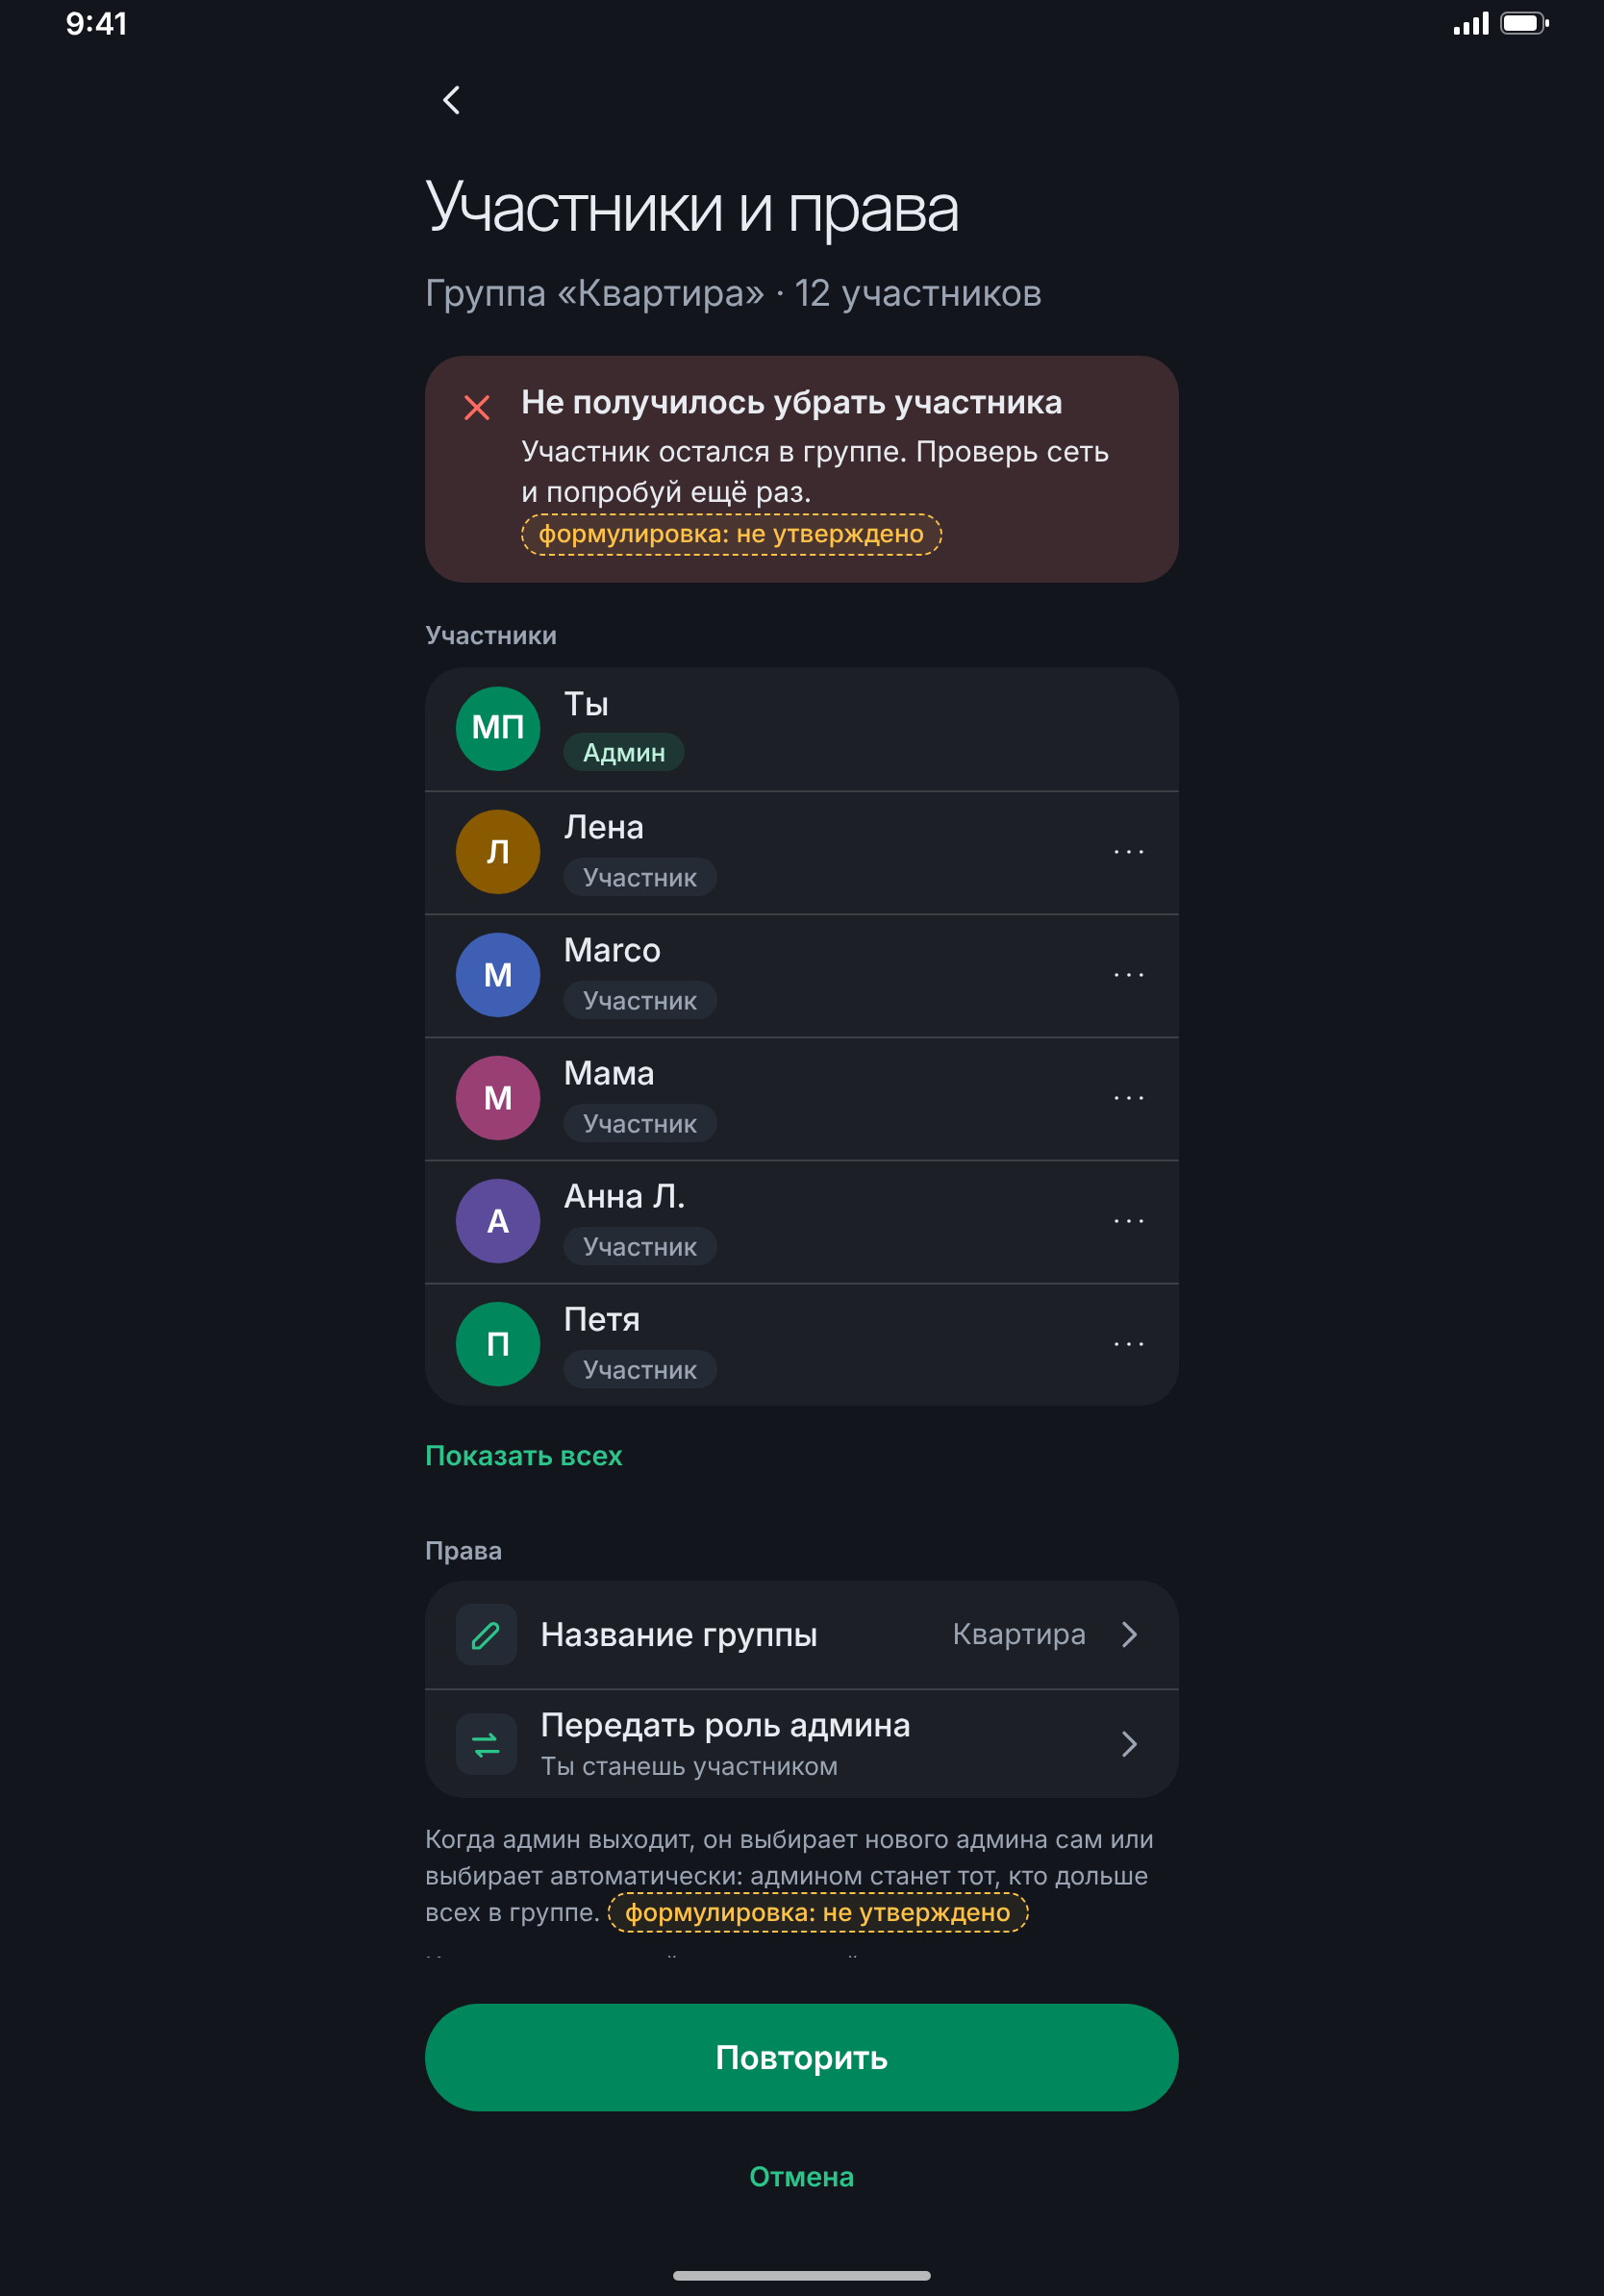 9:41
Участники и права
Группа «Квартира» · 12 участников
Не получилось убрать участника
Участник остался в группе. Проверь сеть
и попробуй ещё раз.
формулировка: не утверждено
Участники
МП
Ты
Админ
Л
Лена
Участник
···
M
Marco
Участник
···
М
Мама
Участник
···
А
Анна Л.
Участник
···
П
Петя
Участник
···
Показать всех
Права
Название группы
Квартира
Передать роль админа
Ты станешь участником
Когда админ выходит, он выбирает нового админа сам или
выбирает автоматически: админом станет тот, кто дольше
всех в группе. формулировка: не утверждено
Повторить
Отмена